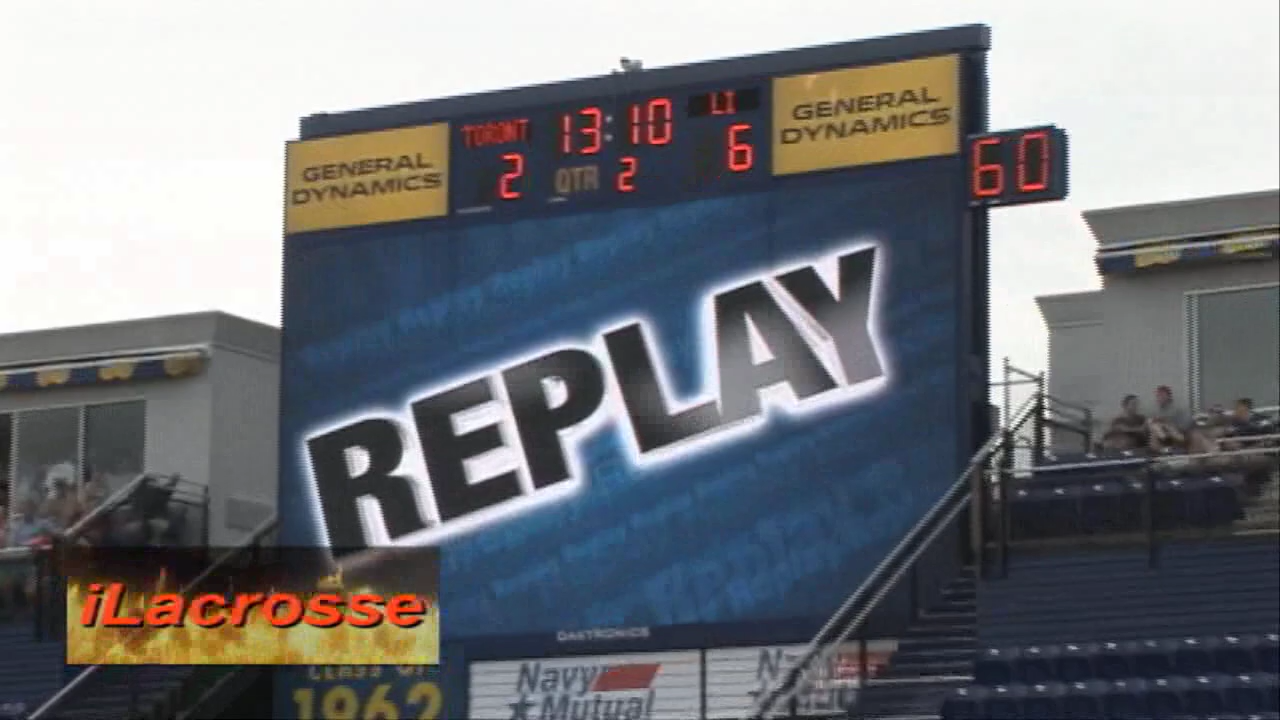 TORONT 13:10 LI
GENERAL DYNAMICS
2 QTR 2 6
GENERAL DYNAMICS
60
REPLAY
DAKTRONICS
iLacrosse
CLASS OF
1962
Navy
Mutual